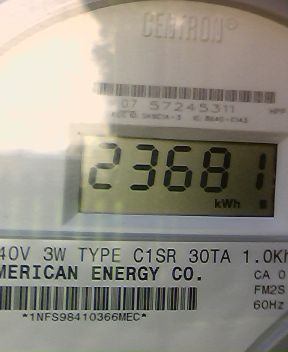 CENTRON®
07 57245311
23681
kWh
40V 3W TYPE C1SR 30TA 1.0Kh
MERICAN ENERGY CO.
CA 0
FM2S
60Hz
*1NFS98410366MEC*